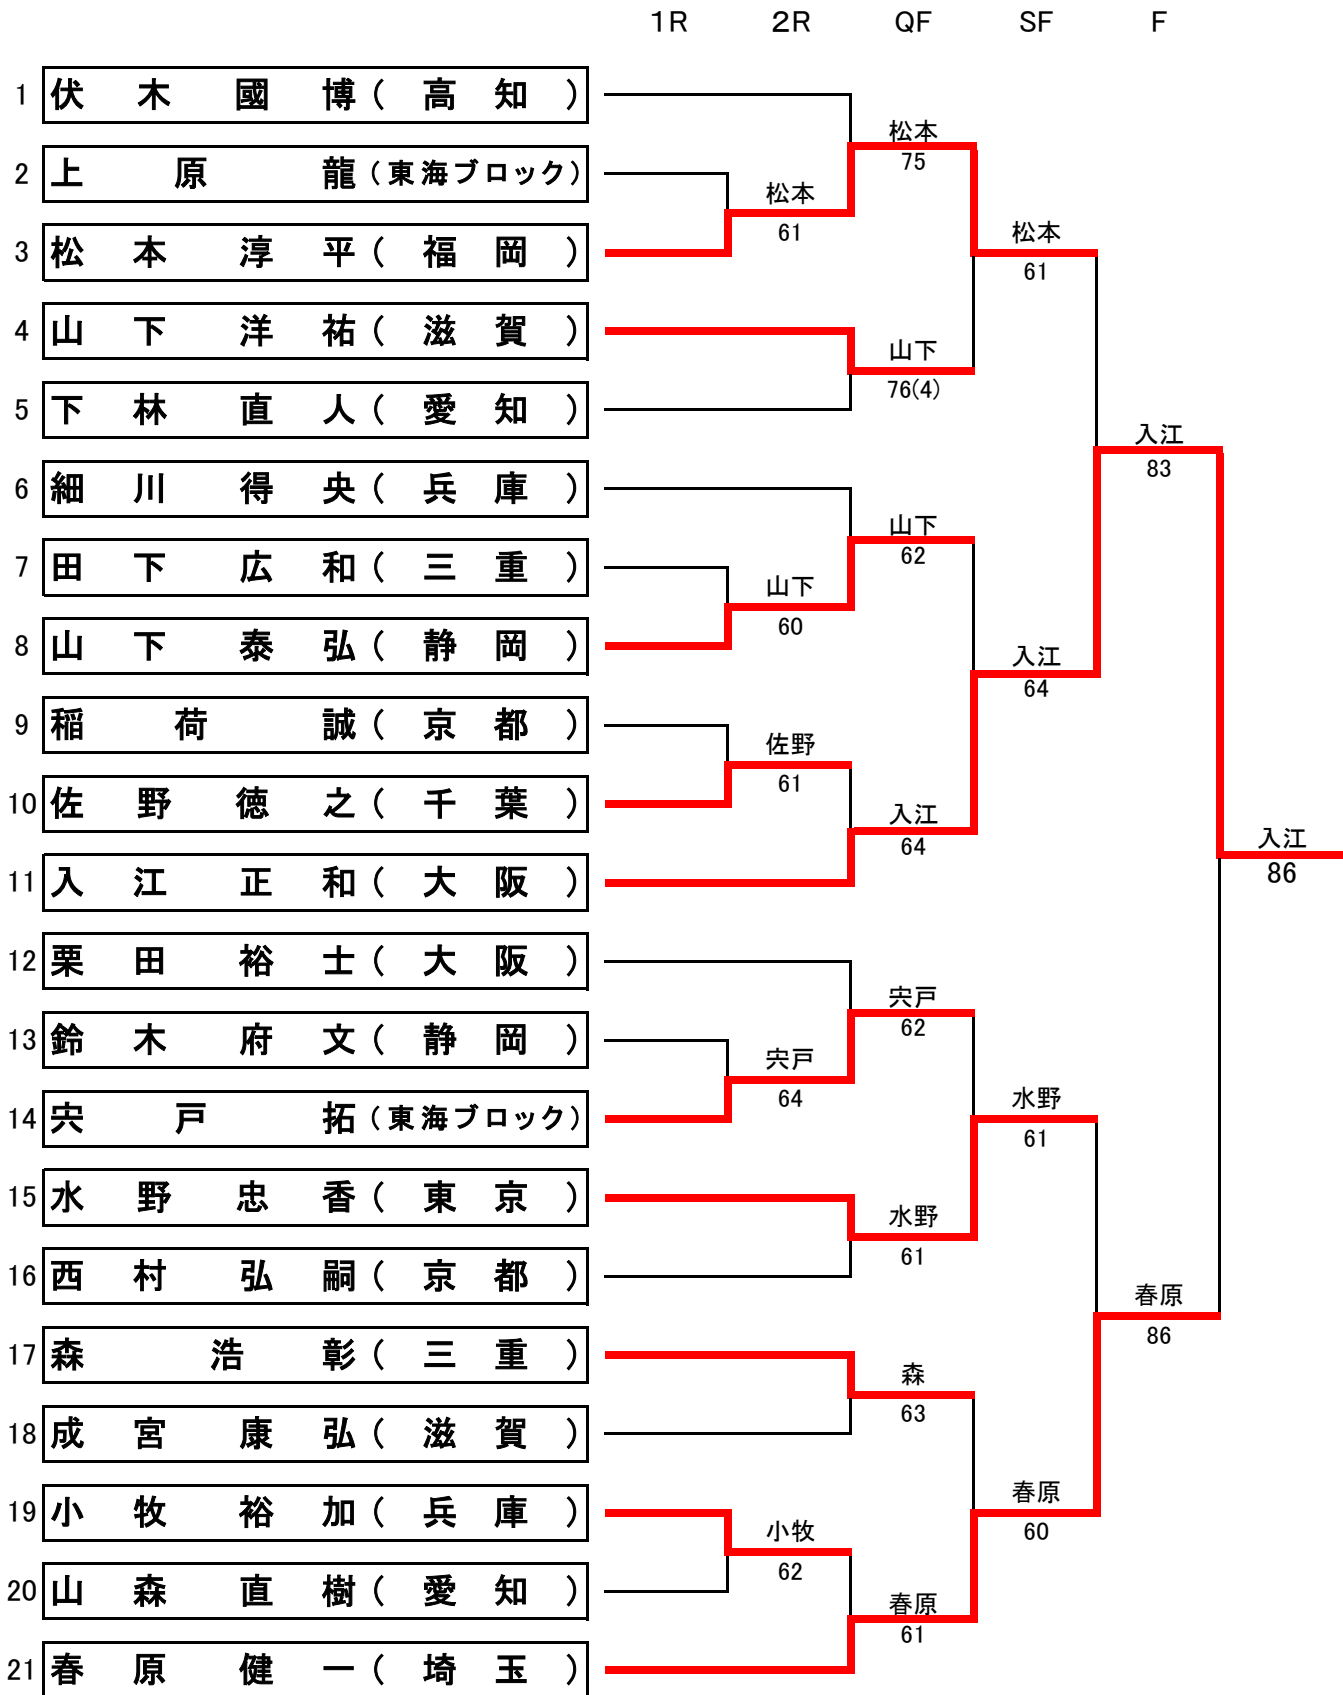 1R 2R QF SF F
1 伏木國博(高知)
松本
2 上原龍(東海ブロック) 75
松本
3 松本淳平(福岡) 61 松本
61
4 山下洋祐(滋賀) 山下
76(4)
5 下林直人(愛知)
入江
83
6 細川得央(兵庫)
山下
7 田下広和(三重) 62
山下
60
8 山下泰弘(静岡) 入江
64
9 稲荷誠(京都)
佐野
61
10 佐野徳之(千葉) 入江
64 入江
86
11 入江正和(大阪)
12 栗田裕士(大阪)
宍戸
62
13 鈴木府文(静岡) 宍戸
64
14 宍戸拓(東海ブロック) 水野
61
15 水野忠香(東京) 水野
61
16 西村弘嗣(京都) 春原
86
17 森浩彰(三重) 森
63
18 成宮康弘(滋賀)
19 小牧裕加(兵庫) 春原
小牧 60
62
20 山森直樹(愛知) 春原
61
21 春原健一(埼玉)